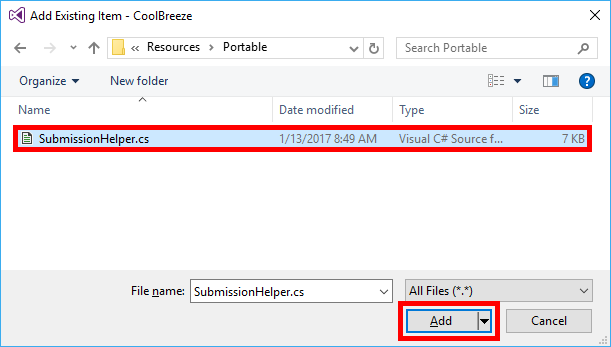 Add Existing Item - CoolBreeze
« Resources > Portable
Search Portable
Organize
New folder
?
Name Date modified Type Size
SubmissionHelper.cs 1/13/2017 8:49 AM Visual C# Source f... 7 KB
File name: SubmissionHelper.cs All Files (*.*)
Add Cancel